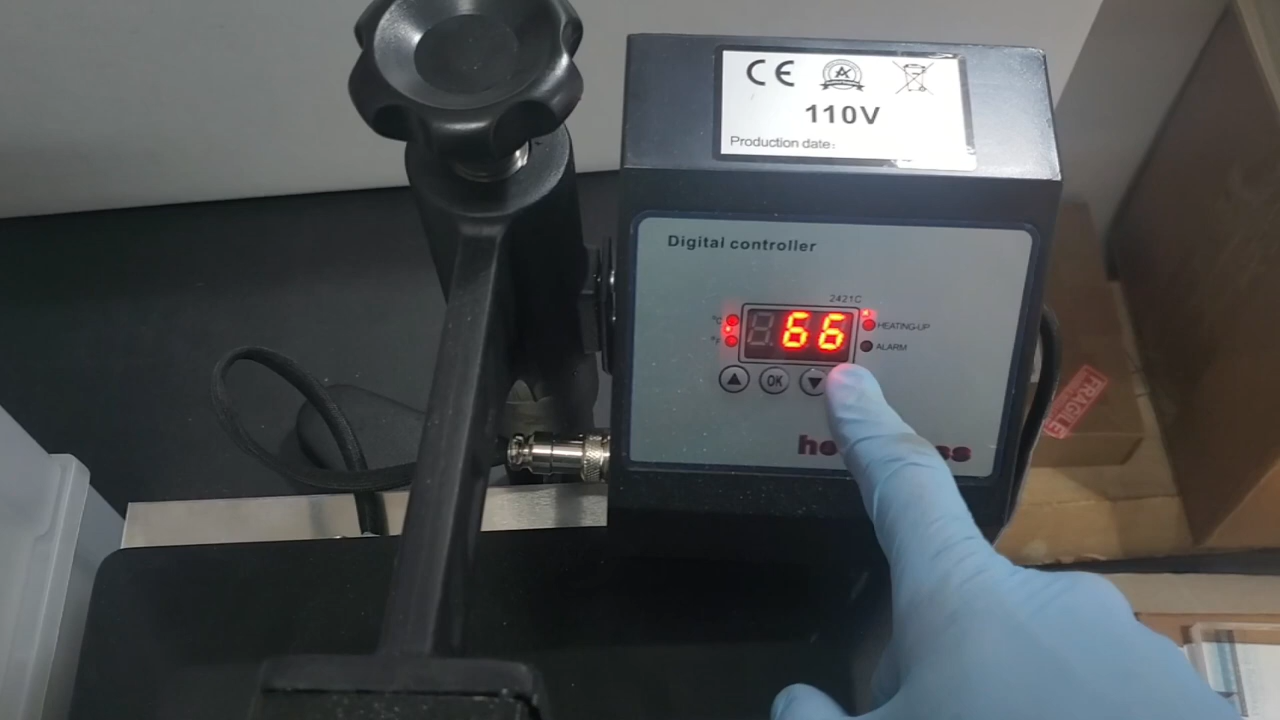 CE
110V
Production date:
Digital controller
2421C
°C
66
HEATING-UP
°F
ALARM
OK
FRAGILE